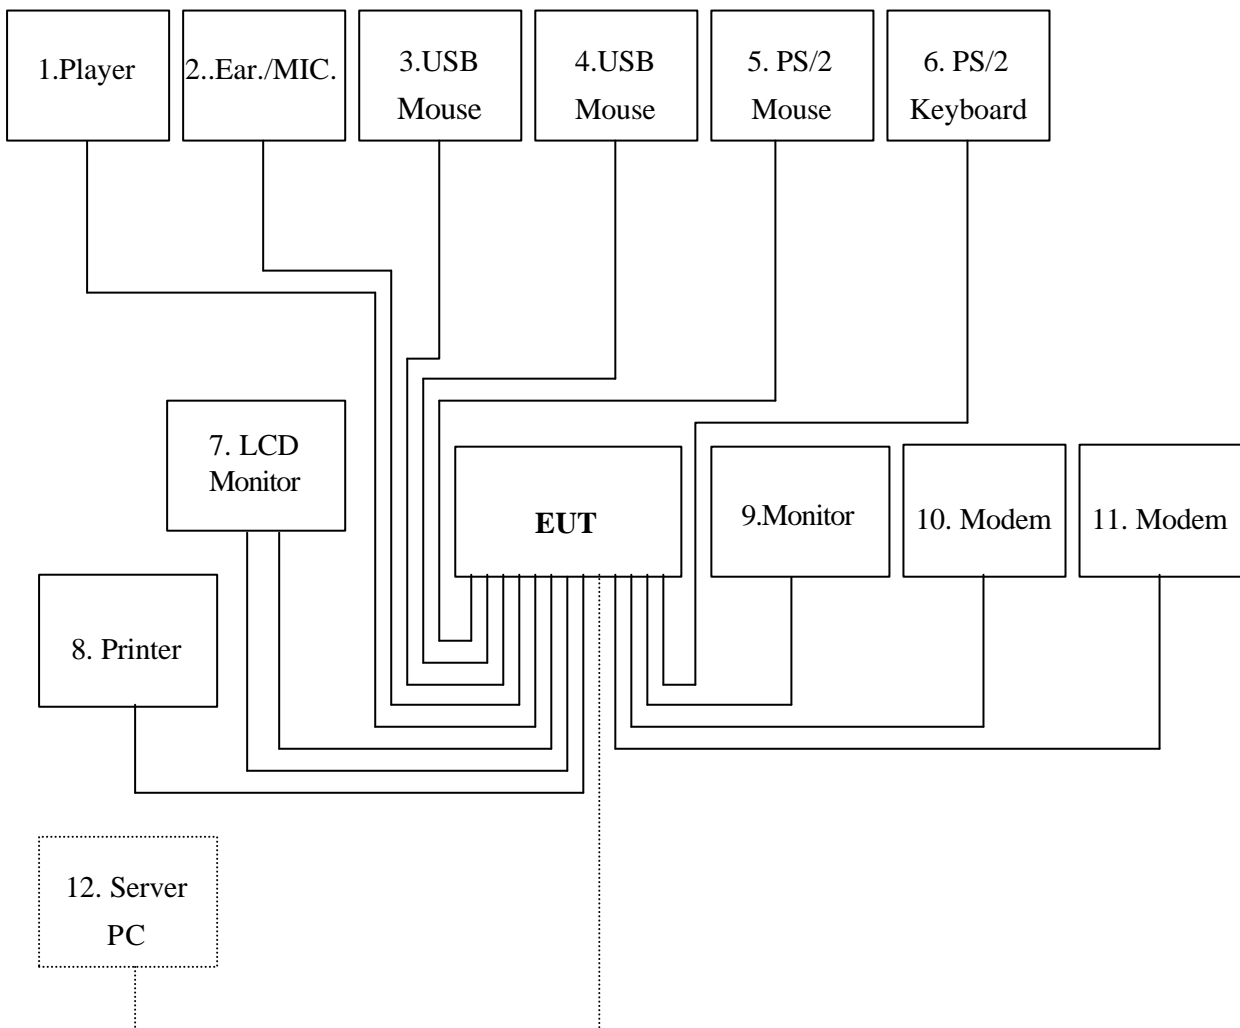 1.Player
2..Ear./MIC.
3.USB
Mouse
4.USB
Mouse
5. PS/2
Mouse
6. PS/2
Keyboard
7. LCD
Monitor
EUT
9.Monitor
10. Modem
11. Modem
8. Printer
12. Server
PC